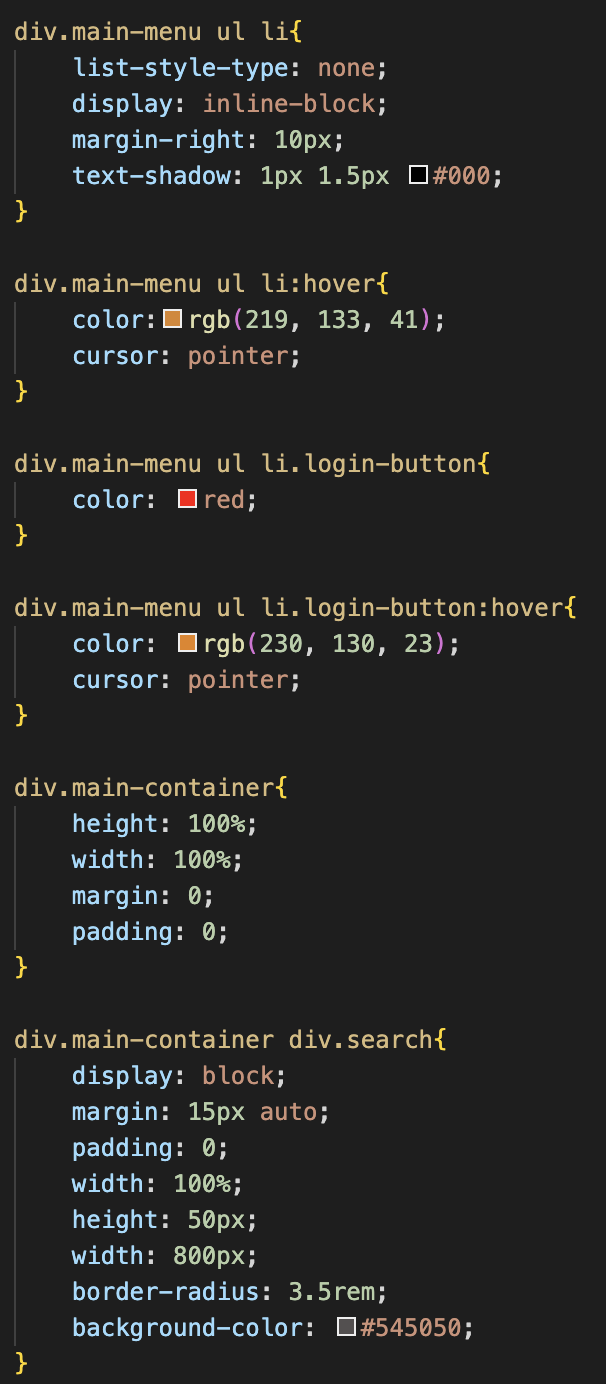 div.main-menu ul li{
    list-style-type: none;
    display: inline-block;
    margin-right: 10px;
    text-shadow: 1px 1.5px #000;
}

div.main-menu ul li:hover{
    color: rgb(219, 133, 41);
    cursor: pointer;
}

div.main-menu ul li.login-button{
    color: red;
}

div.main-menu ul li.login-button:hover{
    color: rgb(230, 130, 23);
    cursor: pointer;
}

div.main-container{
    height: 100%;
    width: 100%;
    margin: 0;
    padding: 0;
}

div.main-container div.search{
    display: block;
    margin: 15px auto;
    padding: 0;
    width: 100%;
    height: 50px;
    width: 800px;
    border-radius: 3.5rem;
    background-color: #545050;
}